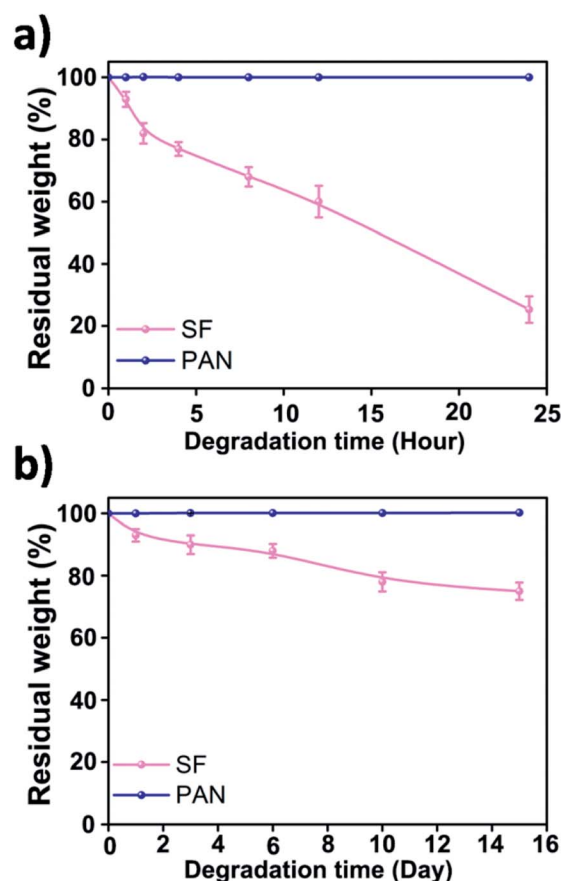 a)
Residual weight (%)
100
80
60
40
20
0
SF
PAN
0 5 10 15 20 25
Degradation time (Hour)
b)
Residual weight (%)
100
80
60
40
20
0
SF
PAN
0 2 4 6 8 10 12 14 16
Degradation time (Day)